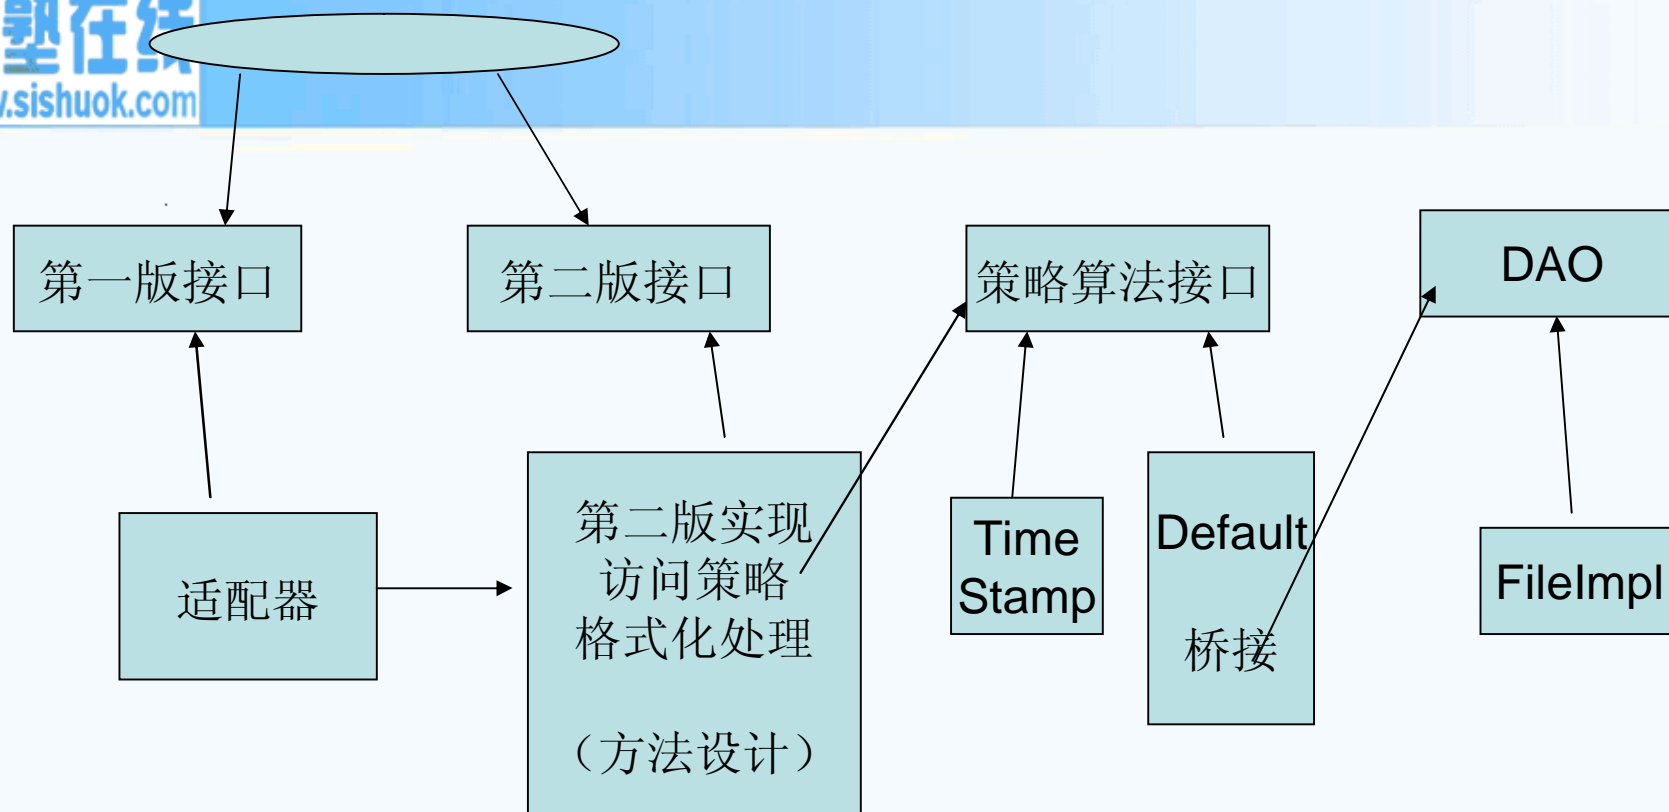 塾在线
w.sishuok.com
第一版接口
第二版接口
策略算法接口
DAO
适配器
第二版实现
访问策略
格式化处理
（方法设计）
Time
Stamp
Default
桥接
FileImpl